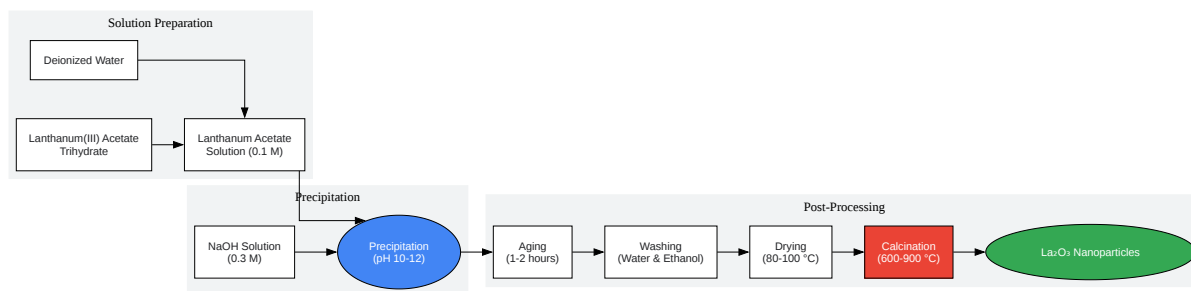 Solution Preparation
Deionized Water
Lanthanum(III) Acetate
Trihydrate
Lanthanum Acetate
Solution (0.1 M)
Precipitation
NaOH Solution
(0.3 M)
Precipitation
(pH 10-12)
Post-Processing
Aging
(1-2 hours)
Washing
(Water & Ethanol)
Drying
(80-100 °C)
Calcination
(600-900 °C)
La₂O₃ Nanoparticles